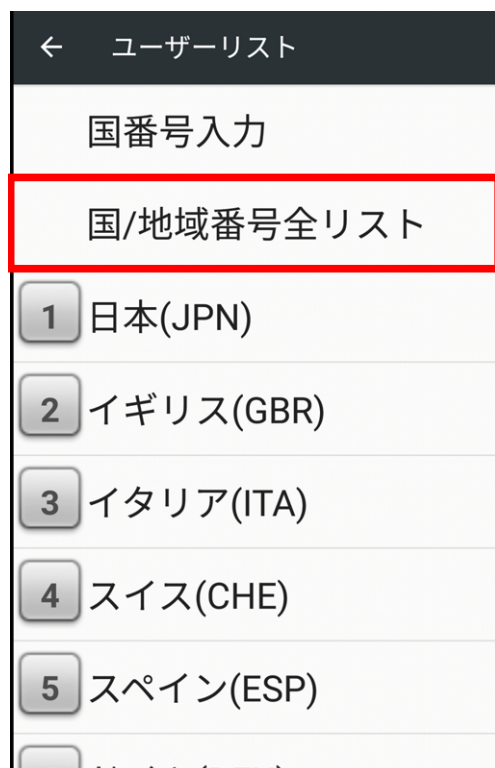 ユーザーリスト
国番号入力
国/地域番号全リスト
1 日本(JPN)
2 イギリス(GBR)
3 イタリア(ITA)
4 スイス(CHE)
5 スペイン(ESP)